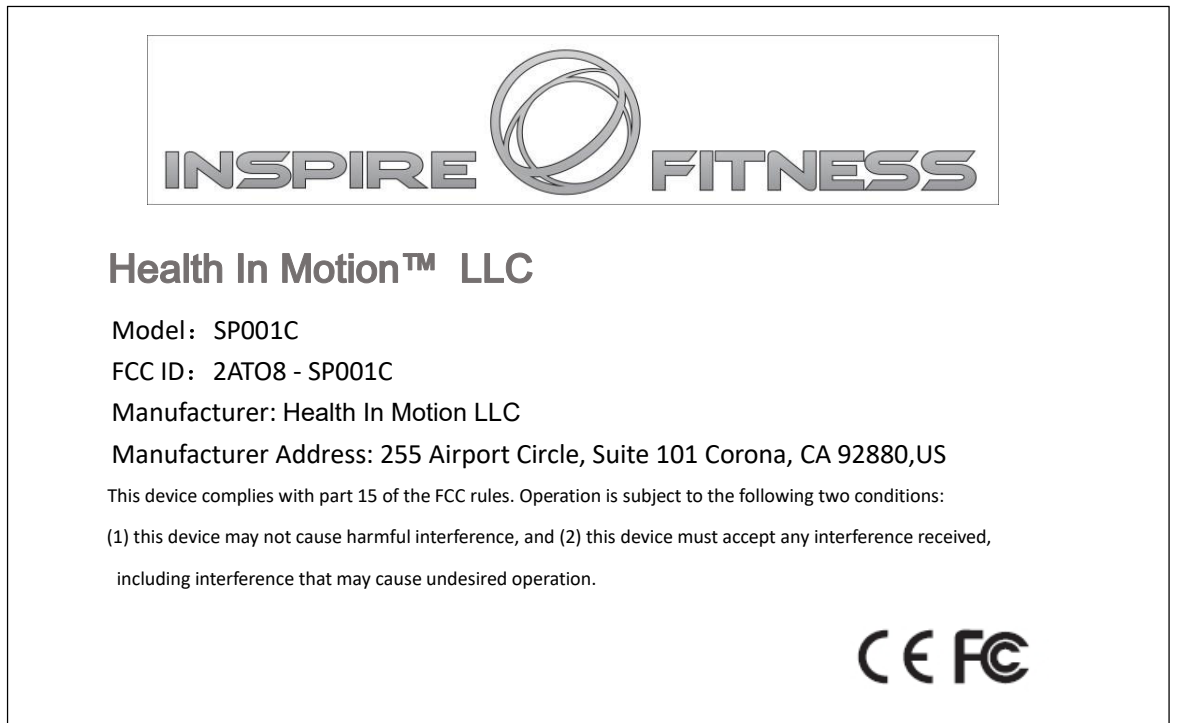 INSPIRE FITNESS
Health In Motion™ LLC
Model：SP001C
FCC ID：2ATO8 - SP001C
Manufacturer: Health In Motion LLC
Manufacturer Address: 255 Airport Circle, Suite 101 Corona, CA 92880,US
This device complies with part 15 of the FCC rules. Operation is subject to the following two conditions:
(1) this device may not cause harmful interference, and (2) this device must accept any interference received,
including interference that may cause undesired operation.
CE FC